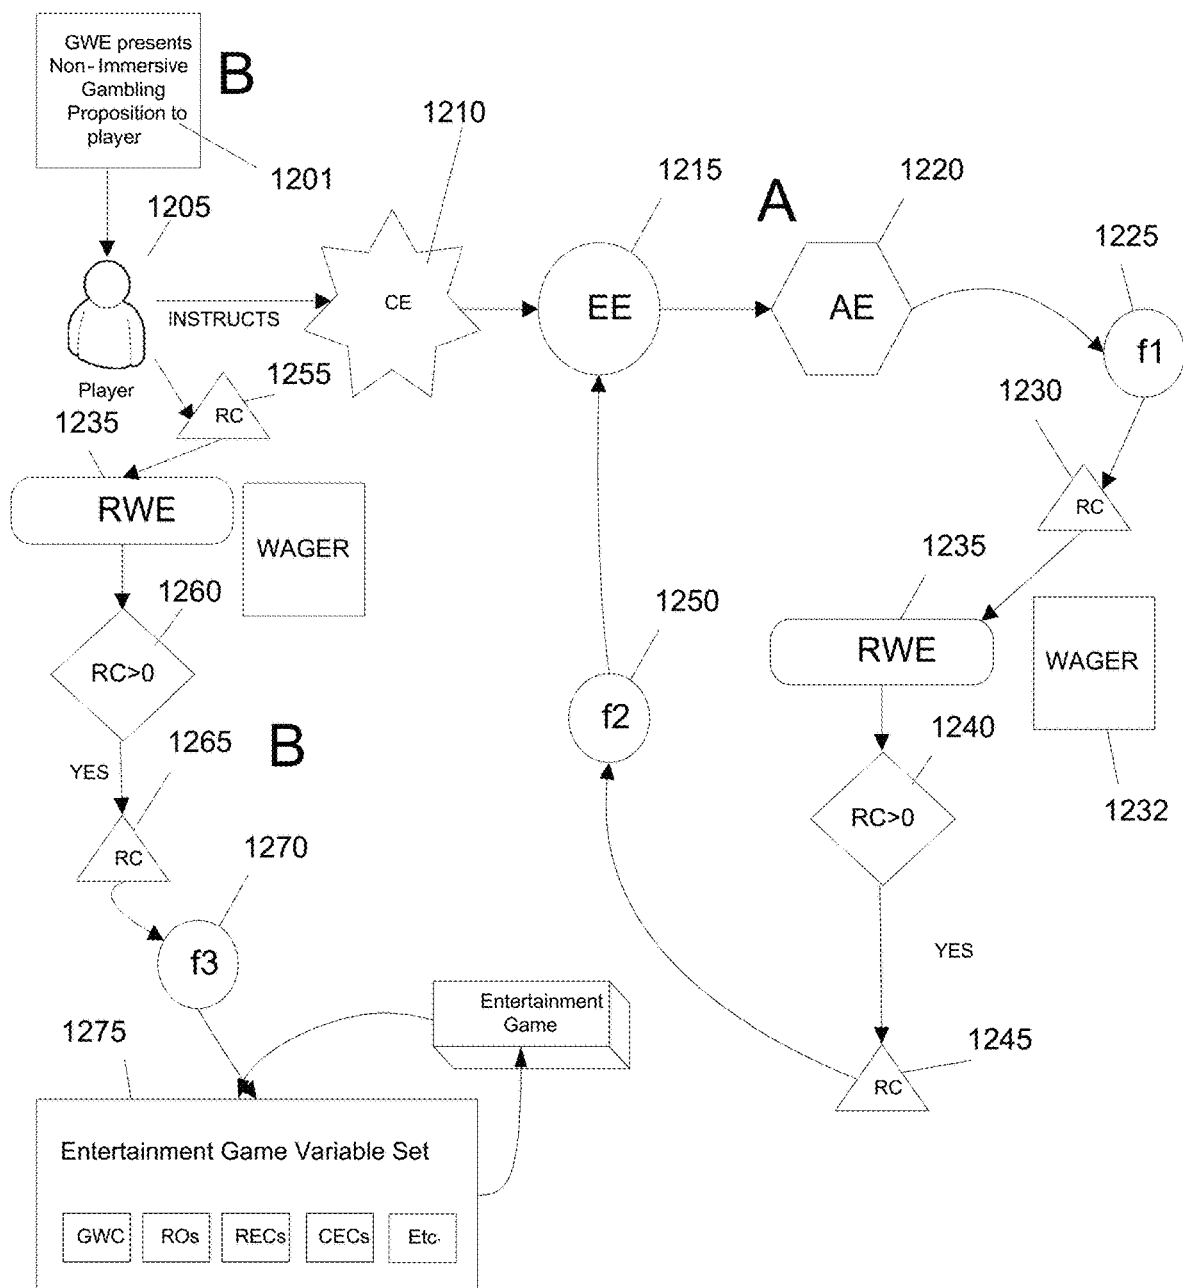 GWE presents
Non-Immersive
Gambling
Proposition to
player
B
1201
1205
1210
1215
A
1220
1225
INSTRUCTS
CE
EE
AE
f1
Player
1255
RC
1235
1230
RC
RWE
WAGER
1235
RWE
WAGER
1232
1260
RC>0
1250
f2
1240
RC>0
YES
1265
B
RC
1270
f3
YES
1245
RC
Entertainment
Game
1275
Entertainment Game Variable Set
GWC
ROs
RECs
CECs
Etc.